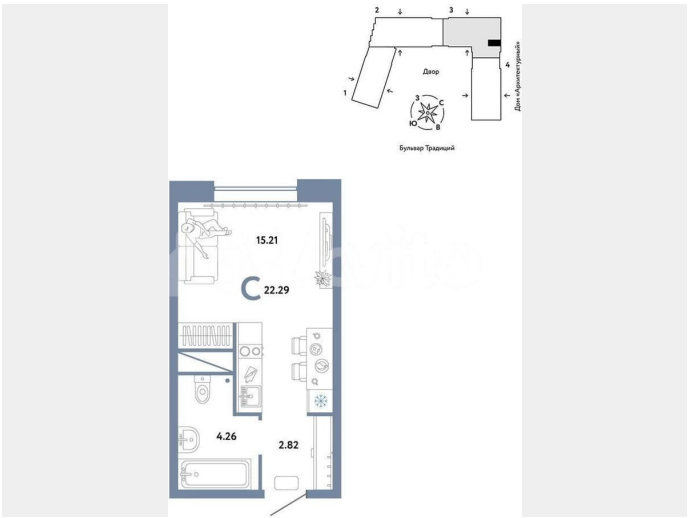 2
3
4
1
Двор
Дом «Архитектурный»
З
С
Ю
В
Бульвар Традиций
15.21
С 22.29
4.26
2.82